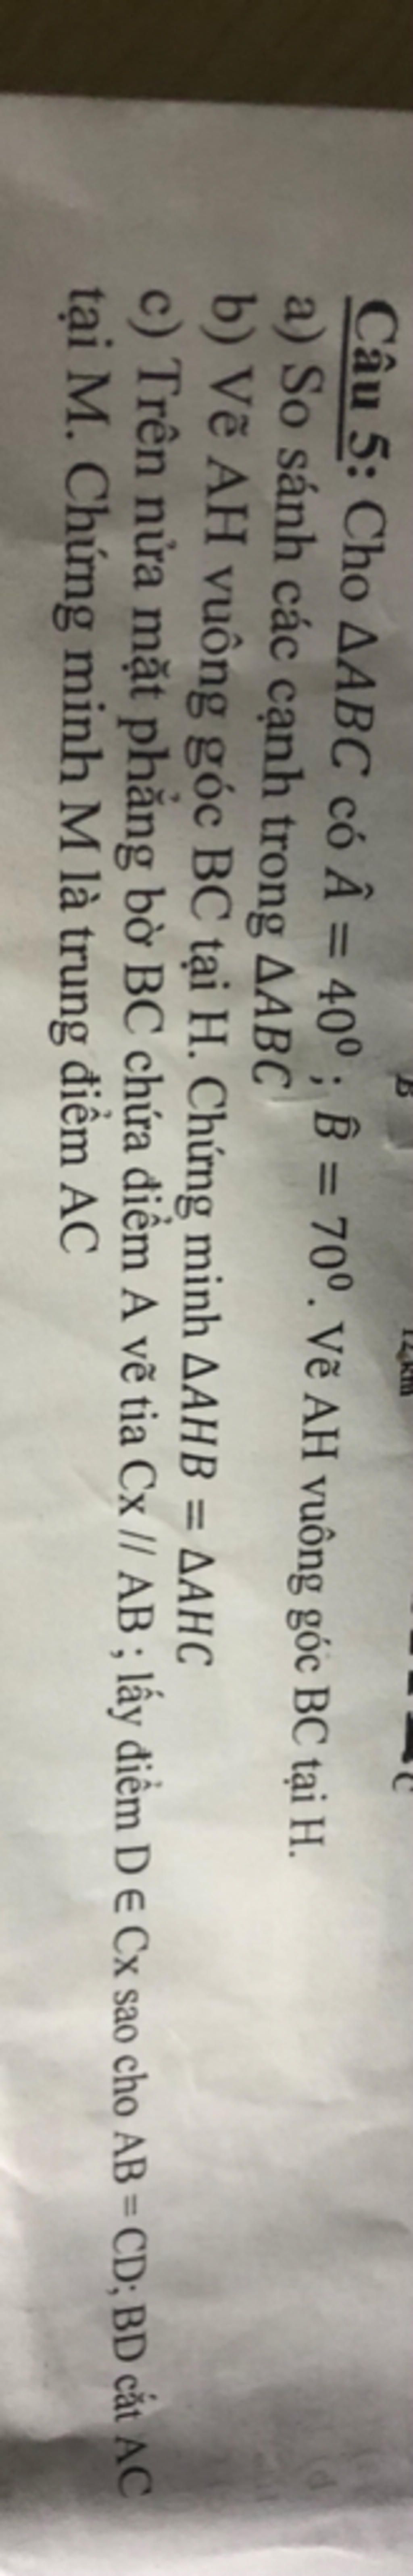 B 12 km C
Câu 5: Cho ΔABC có Â = 40⁰ ; B̂ = 70⁰. Vẽ AH vuông góc BC tại H.
a) So sánh các cạnh trong ΔABC
b) Vẽ AH vuông góc BC tại H. Chứng minh ΔAHB = ΔAHC
c) Trên nửa mặt phẳng bờ BC chứa điểm A vẽ tia Cx // AB ; lấy điểm D ∈ Cx sao cho AB = CD; BD cắt AC
tại M. Chứng minh M là trung điểm AC